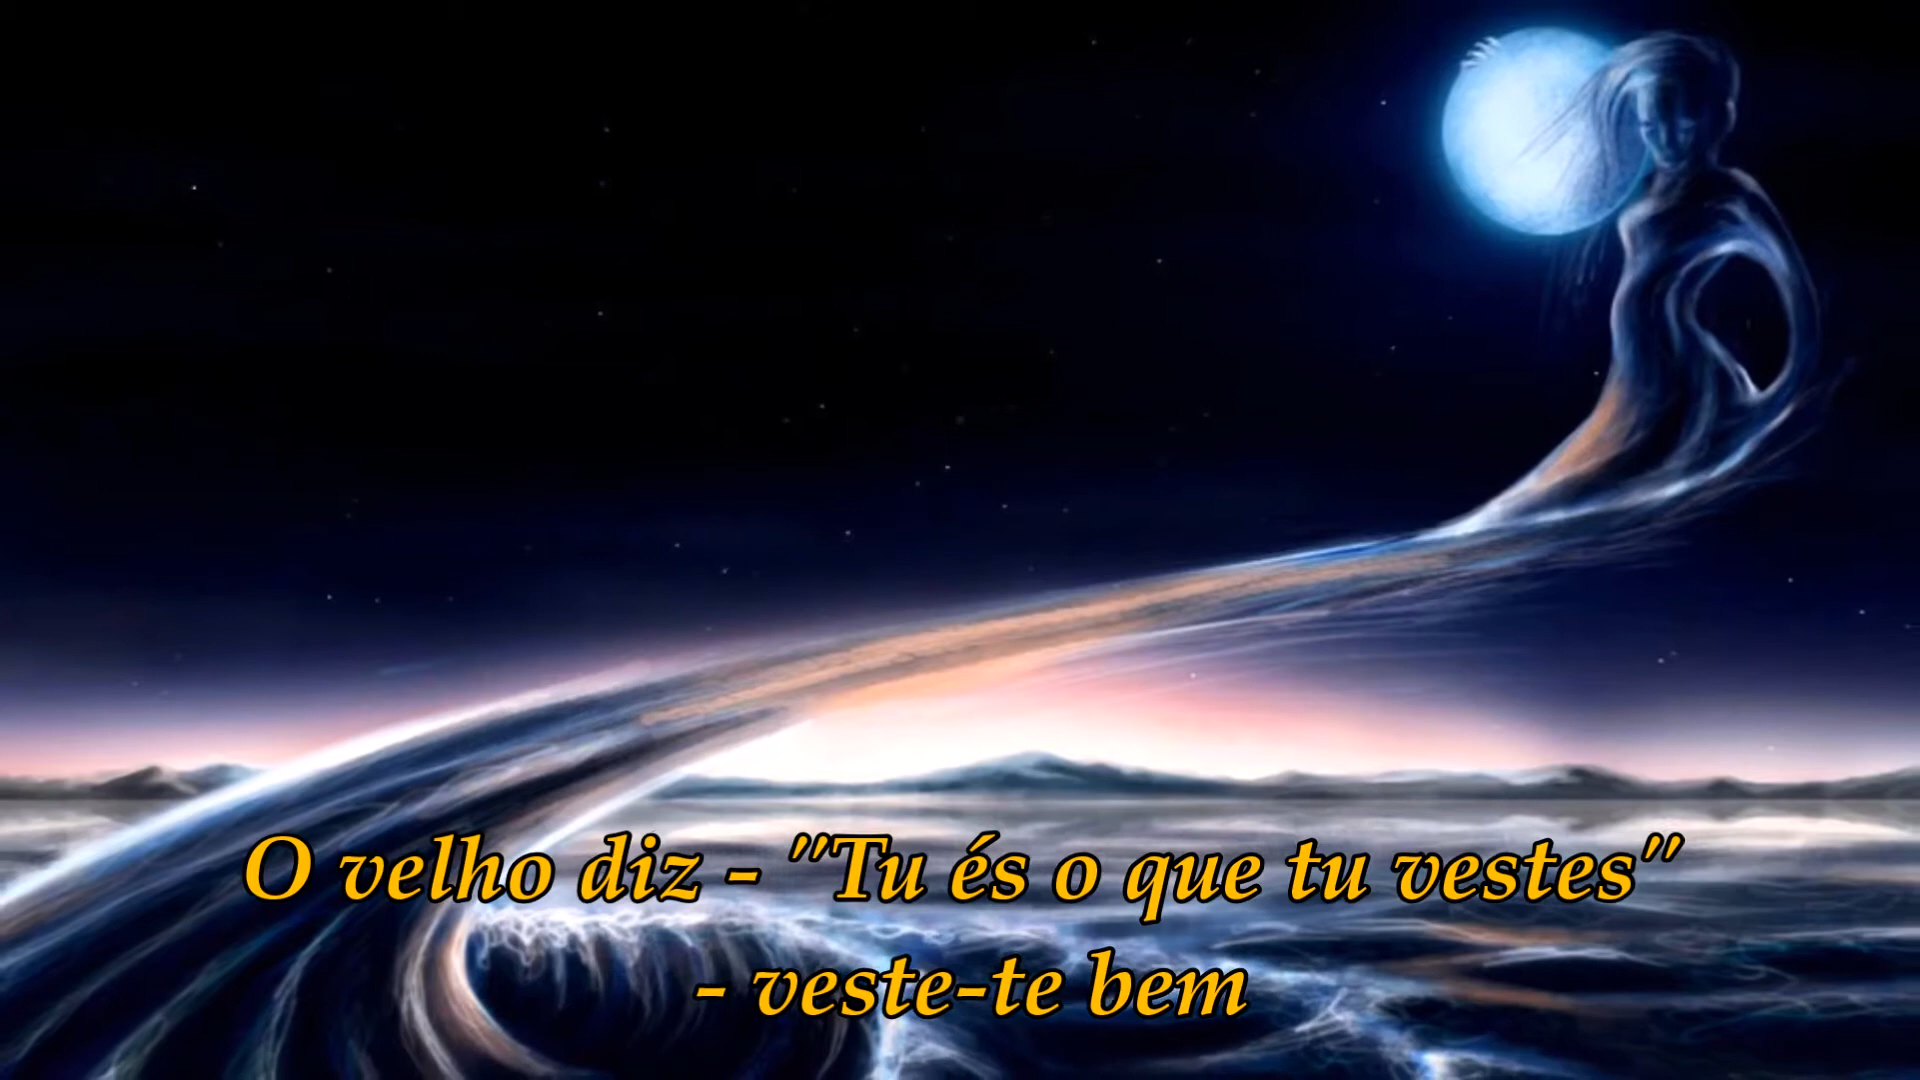 O velho diz - "Tu és o que tu vestes"
- veste-te bem